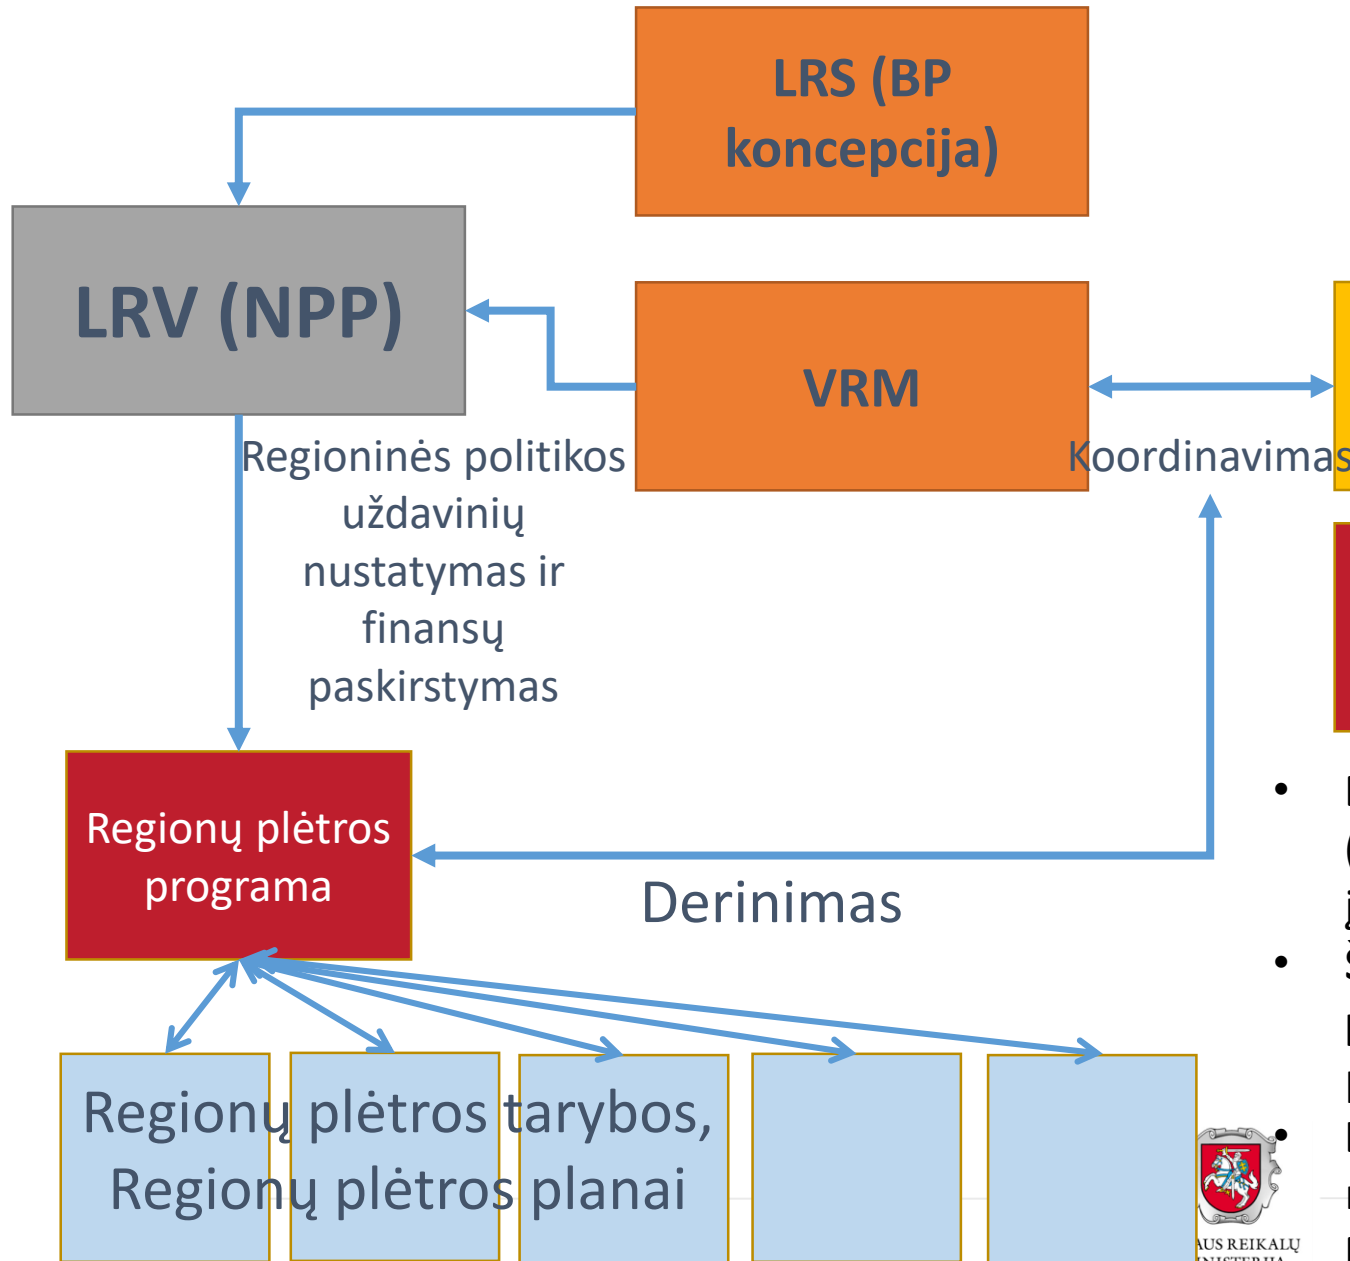 LRS (BP
koncepcija)
LRV (NPP)
VRM
Regioninės politikos
uždavinių
nustatymas ir
finansų
paskirstymas
Koordinavimas
Regionų plėtros
programa
Derinimas
Regionų plėtros tarybos,
Regionų plėtros planai
REIKALŲ